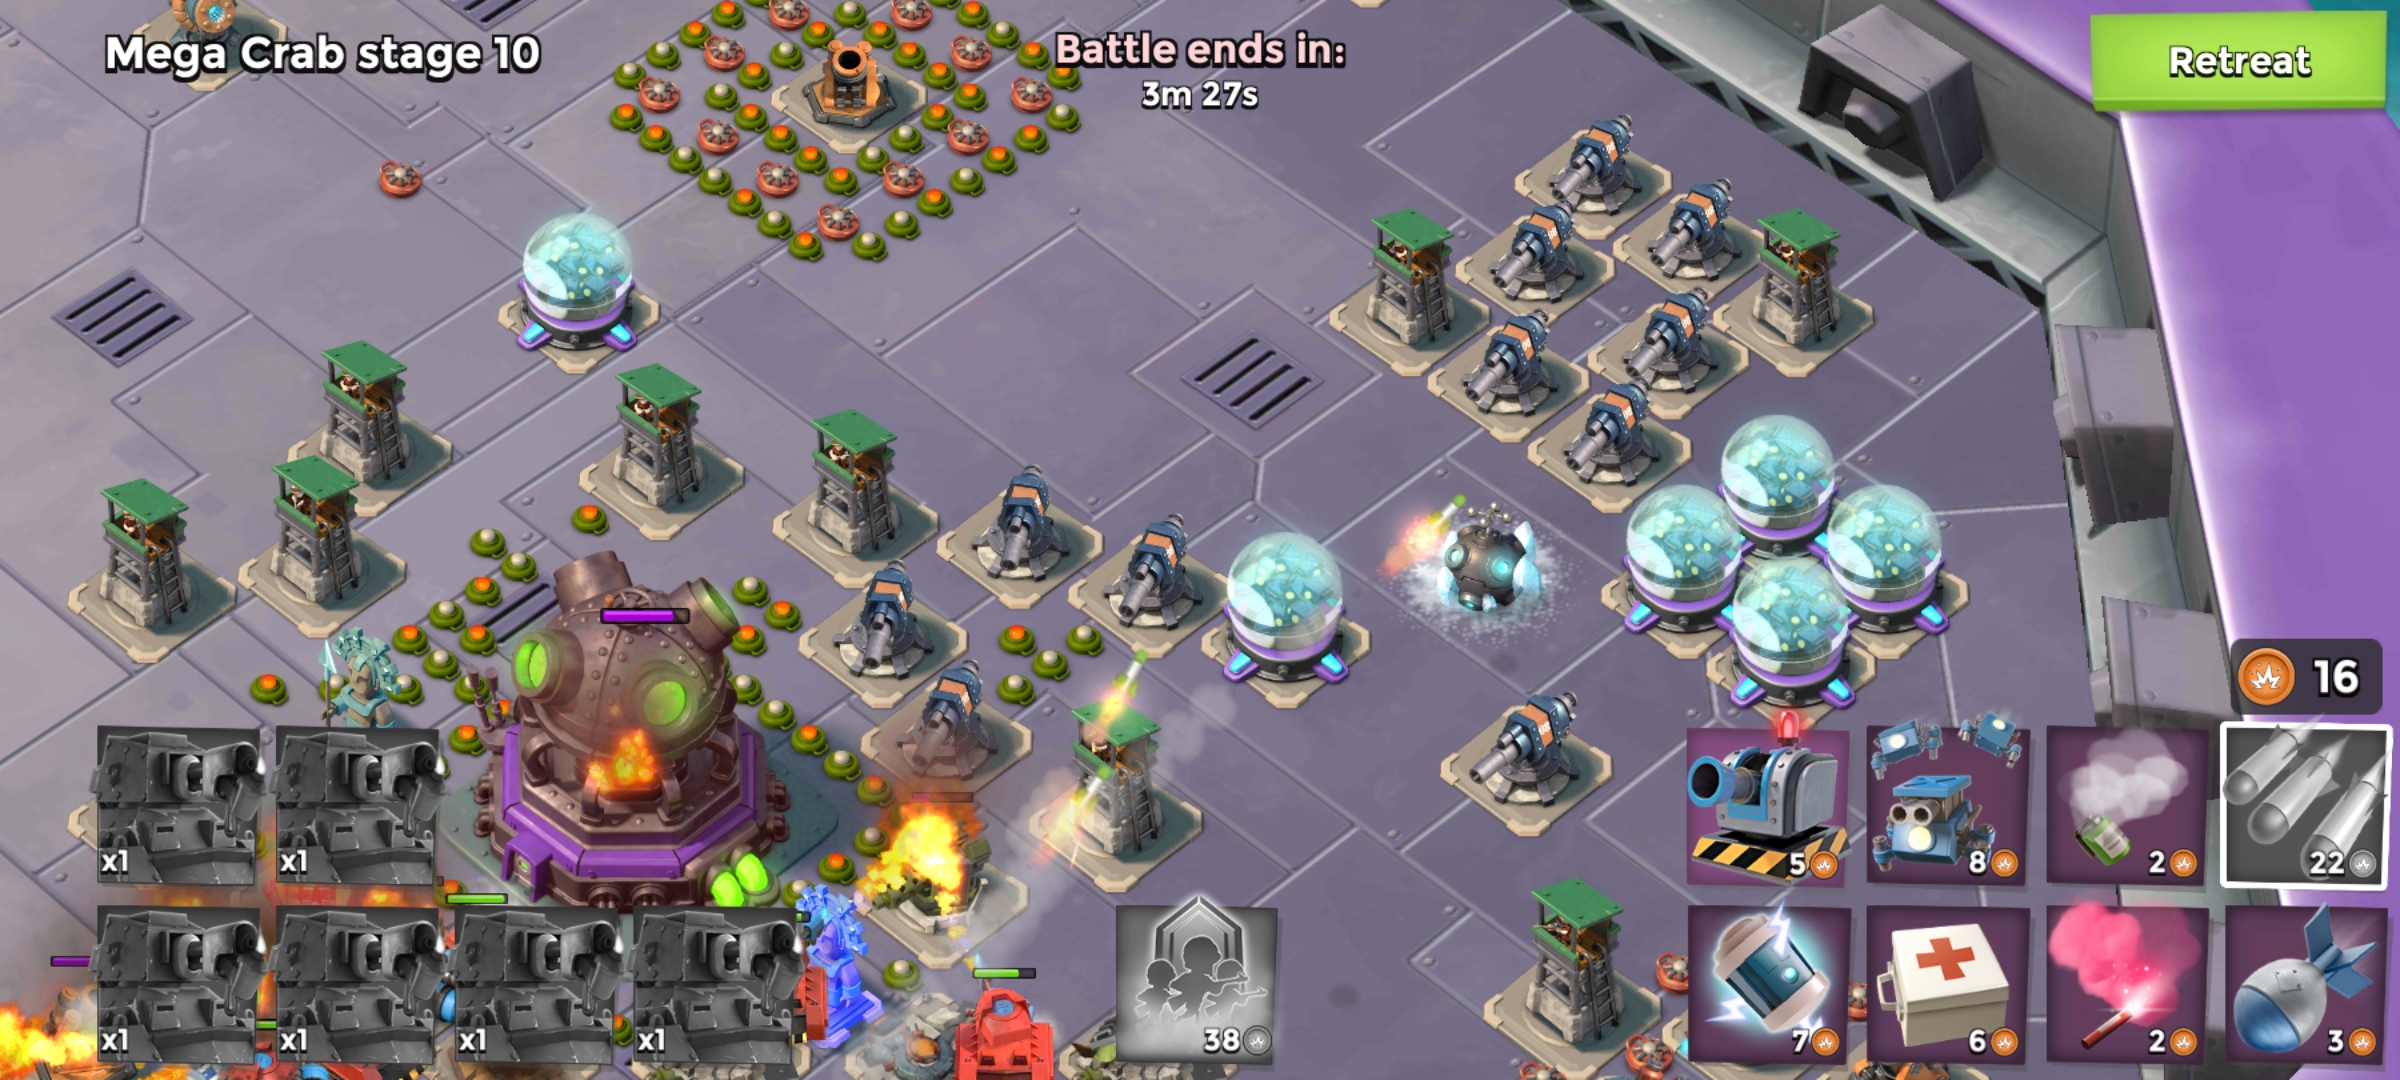 Mega Crab stage 10
Battle ends in:
3m 27s
Retreat
16
x1
x1
5
8
2
22
x1
x1
x1
x1
38
7
6
2
3